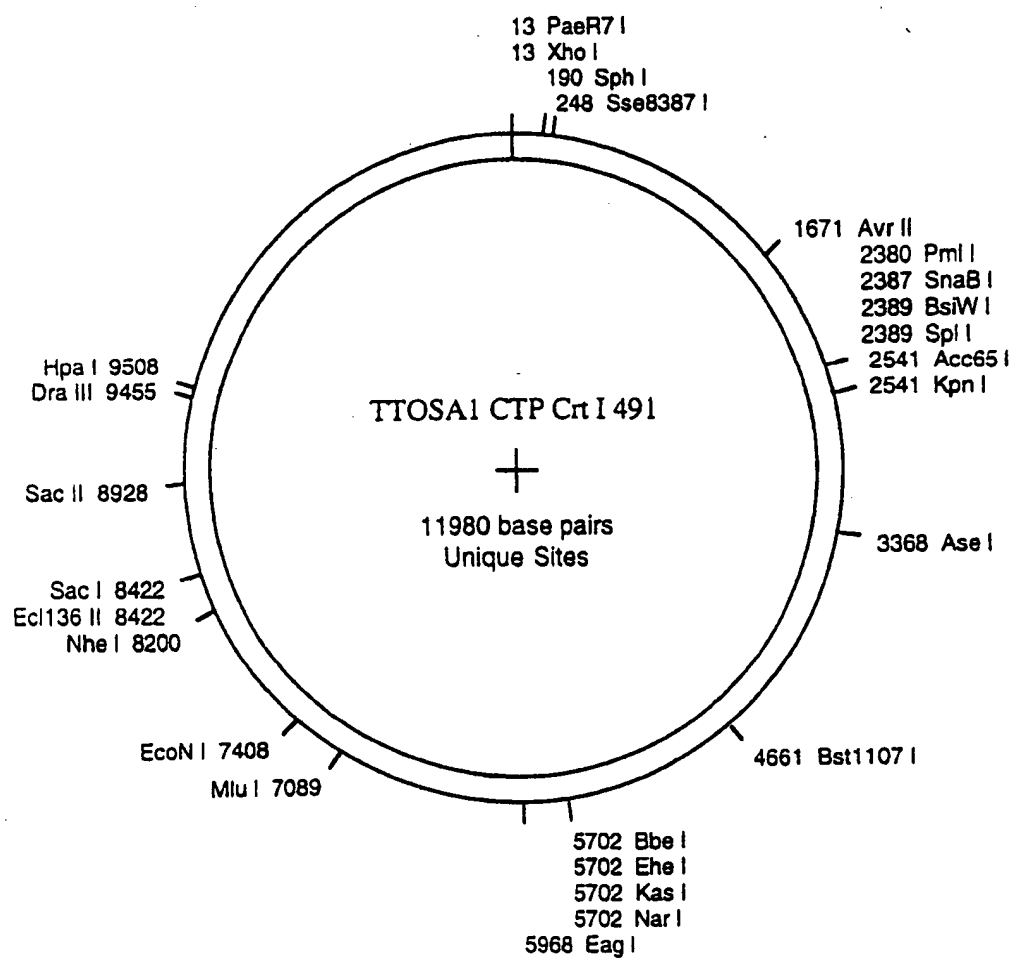 13 PaeR7 I
13 Xho I
190 Sph I
248 Sse8387 I
1671 Avr II
2380 Pml I
2387 SnaB I
2389 BsiW I
2389 Spl I
2541 Acc65 I
2541 Kpn I
3368 Ase I
4661 Bst1107 I
5702 Bbe I
5702 Ehe I
5702 Kas I
5702 Nar I
5968 Eag I
Mlu I 7089
EcoN I 7408
Nhe I 8200
Ecl136 II 8422
Sac I 8422
Sac II 8928
Dra III 9455
Hpa I 9508
TTOSA1 CTP Crt I 491
11980 base pairs
Unique Sites